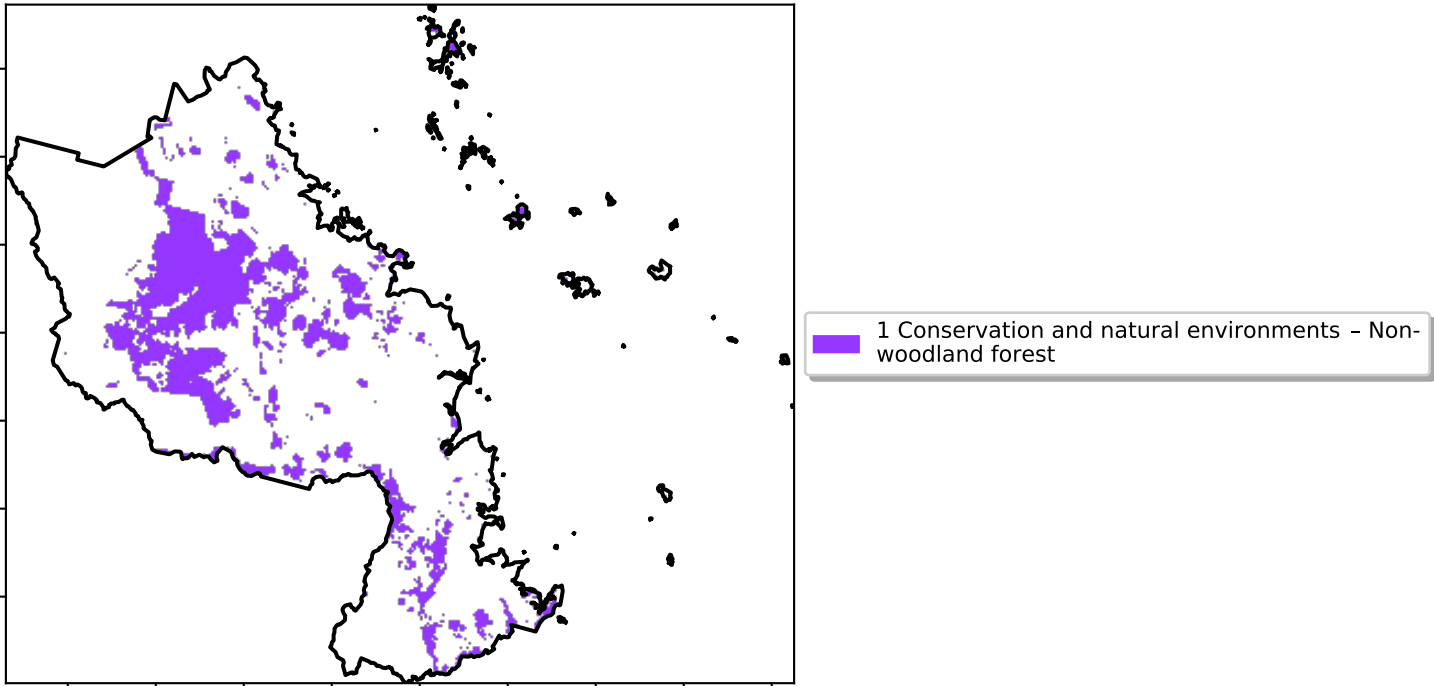 1 Conservation and natural environments – Non-
woodland forest